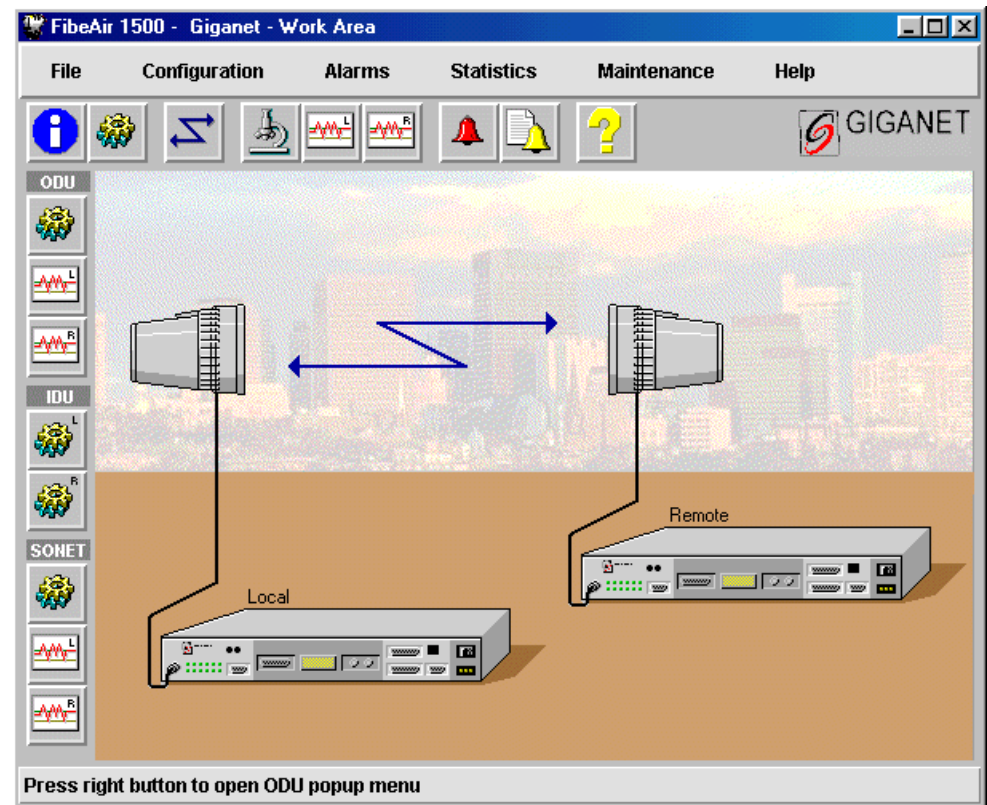 FibeAir 1500 - Giganet - Work Area
File Configuration Alarms Statistics Maintenance Help
L R
GIGANET
ODU
L
R
IDU
L
R
Remote
SONET
Local
L
R
Press right button to open ODU popup menu